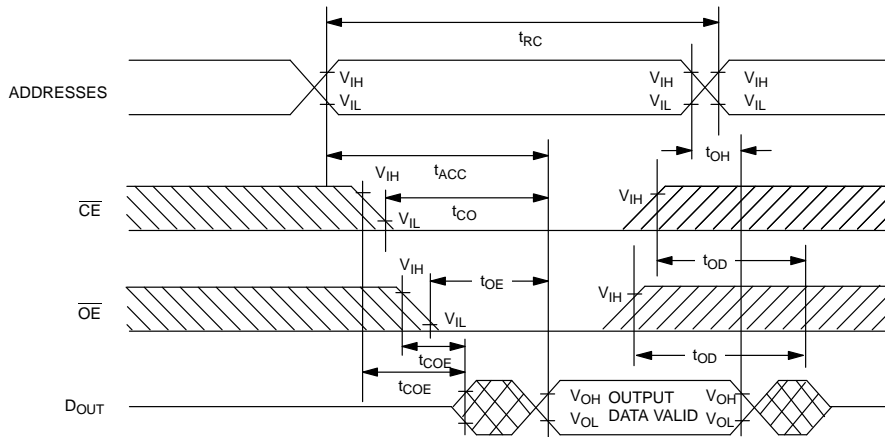 tRC
ADDRESSES
VIH
VIL
VIH
VIL
VIH
VIL
tOH
tACC
CE
VIH
VIL
tCO
VIH
tOD
OE
VIH
VIL
tOE
VIH
tOD
tCOE
tCOE
DOUT
VOH
VOL
OUTPUT
DATA VALID
VOH
VOL